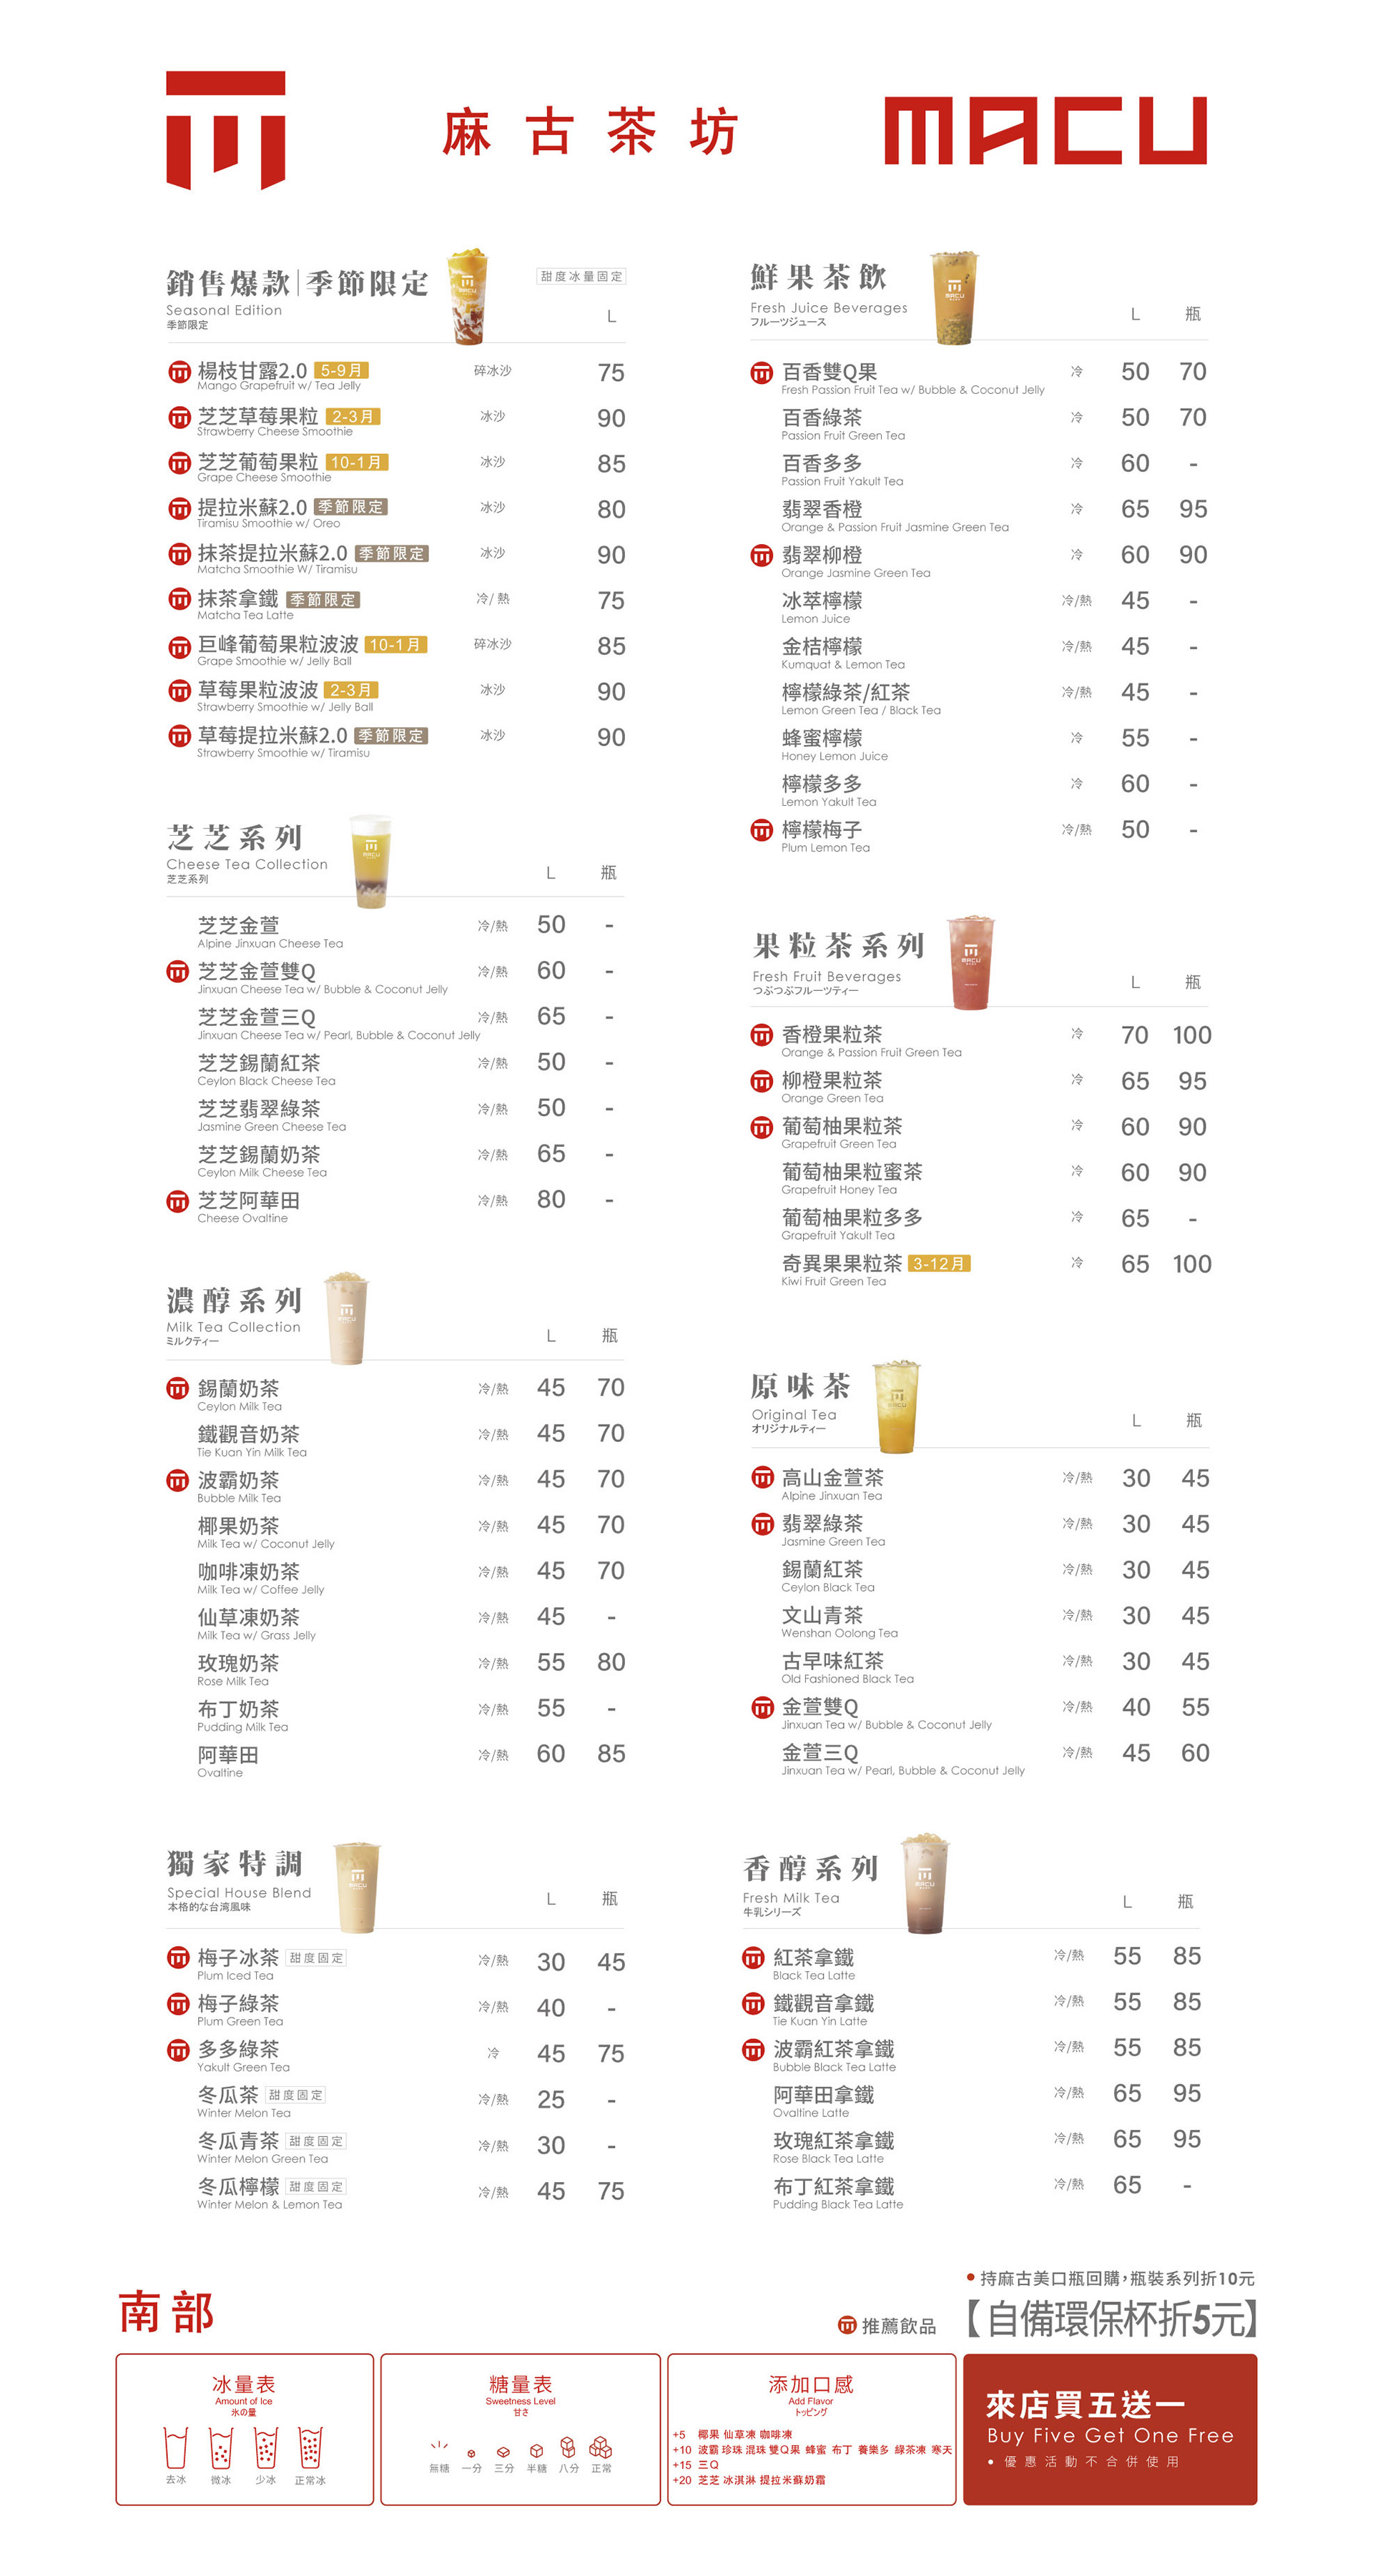 麻古茶坊
MACU
銷售爆款|季節限定
Seasonal Edition
季節限定
甜度冰量固定
L
楊枝甘露2.0 5-9月 碎冰沙 75
Mango Grapefruit w/ Tea Jelly
芝芝草莓果粒 2-3月 冰沙 90
Strawberry Cheese Smoothie
芝芝葡萄果粒 10-1月 冰沙 85
Grape Cheese Smoothie
提拉米蘇2.0 季節限定 冰沙 80
Tiramisu Smoothie w/ Oreo
抹茶提拉米蘇2.0 季節限定 冰沙 90
Matcha Smoothie W/ Tiramisu
抹茶拿鐵 季節限定 冷/熱 75
Matcha Tea Latte
巨峰葡萄果粒波波 10-1月 碎冰沙 85
Grape Smoothie w/ Jelly Ball
草莓果粒波波 2-3月 冰沙 90
Strawberry Smoothie w/ Jelly Ball
草莓提拉米蘇2.0 季節限定 冰沙 90
Strawberry Smoothie w/ Tiramisu
芝芝系列
Cheese Tea Collection
芝芝系列
L 瓶
芝芝金萱 冷/熱 50 -
Alpine Jinxuan Cheese Tea
芝芝金萱雙Q 冷/熱 60 -
Jinxuan Cheese Tea w/ Bubble & Coconut Jelly
芝芝金萱三Q 冷/熱 65 -
Jinxuan Cheese Tea w/ Pearl, Bubble & Coconut Jelly
芝芝錫蘭紅茶 冷/熱 50 -
Ceylon Black Cheese Tea
芝芝翡翠綠茶 冷/熱 50 -
Jasmine Green Cheese Tea
芝芝錫蘭奶茶 冷/熱 65 -
Ceylon Milk Cheese Tea
芝芝阿華田 冷/熱 80 -
Cheese Ovaltine
濃醇系列
Milk Tea Collection
ミルクティー
L 瓶
錫蘭奶茶 冷/熱 45 70
Ceylon Milk Tea
鐵觀音奶茶 冷/熱 45 70
Tie Kuan Yin Milk Tea
波霸奶茶 冷/熱 45 70
Bubble Milk Tea
椰果奶茶 冷/熱 45 70
Milk Tea w/ Coconut Jelly
咖啡凍奶茶 冷/熱 45 70
Milk Tea w/ Coffee Jelly
仙草凍奶茶 冷/熱 45 -
Milk Tea w/ Grass Jelly
玫瑰奶茶 冷/熱 55 80
Rose Milk Tea
布丁奶茶 冷/熱 55 -
Pudding Milk Tea
阿華田 冷/熱 60 85
Ovaltine
獨家特調
Special House Blend
本格的な台湾風味
L 瓶
梅子冰茶 甜度固定 冷/熱 30 45
Plum Iced Tea
梅子綠茶 冷/熱 40 -
Plum Green Tea
多多綠茶 冷 45 75
Yakult Green Tea
冬瓜茶 甜度固定 冷/熱 25 -
Winter Melon Tea
冬瓜青茶 甜度固定 冷/熱 30 -
Winter Melon Green Tea
冬瓜檸檬 甜度固定 冷/熱 45 75
Winter Melon & Lemon Tea
鮮果茶飲
Fresh Juice Beverages
フルーツジュース
L 瓶
百香雙Q果 冷 50 70
Fresh Passion Fruit Tea w/ Bubble & Coconut Jelly
百香綠茶 冷 50 70
Passion Fruit Green Tea
百香多多 冷 60 -
Passion Fruit Yakult Tea
翡翠香橙 冷 65 95
Orange & Passion Fruit Jasmine Green Tea
翡翠柳橙 冷 60 90
Orange Jasmine Green Tea
冰萃檸檬 冷/熱 45 -
Lemon Juice
金桔檸檬 冷/熱 45 -
Kumquat & Lemon Tea
檸檬綠茶/紅茶 冷/熱 45 -
Lemon Green Tea / Black Tea
蜂蜜檸檬 冷 55 -
Honey Lemon Juice
檸檬多多 冷 60 -
Lemon Yakult Tea
檸檬梅子 冷/熱 50 -
Plum Lemon Tea
果粒茶系列
Fresh Fruit Beverages
つぶつぶフルーツティー
L 瓶
香橙果粒茶 冷 70 100
Orange & Passion Fruit Green Tea
柳橙果粒茶 冷 65 95
Orange Green Tea
葡萄柚果粒茶 冷 60 90
Grapefruit Green Tea
葡萄柚果粒蜜茶 冷 60 90
Grapefruit Honey Tea
葡萄柚果粒多多 冷 65 -
Grapefruit Yakult Tea
奇異果果粒茶 3-12月 冷 65 100
Kiwi Fruit Green Tea
原味茶
Original Tea
オリジナルティー
L 瓶
高山金萱茶 冷/熱 30 45
Alpine Jinxuan Tea
翡翠綠茶 冷/熱 30 45
Jasmine Green Tea
錫蘭紅茶 冷/熱 30 45
Ceylon Black Tea
文山青茶 冷/熱 30 45
Wenshan Oolong Tea
古早味紅茶 冷/熱 30 45
Old Fashioned Black Tea
金萱雙Q 冷/熱 40 55
Jinxuan Tea w/ Bubble & Coconut Jelly
金萱三Q 冷/熱 45 60
Jinxuan Tea w/ Pearl, Bubble & Coconut Jelly
香醇系列
Fresh Milk Tea
牛乳シリーズ
L 瓶
紅茶拿鐵 冷/熱 55 85
Black Tea Latte
鐵觀音拿鐵 冷/熱 55 85
Tie Kuan Yin Latte
波霸紅茶拿鐵 冷/熱 55 85
Bubble Black Tea Latte
阿華田拿鐵 冷/熱 65 95
Ovaltine Latte
玫瑰紅茶拿鐵 冷/熱 65 95
Rose Black Tea Latte
布丁紅茶拿鐵 冷/熱 65 -
Pudding Black Tea Latte
南部
推薦飲品
• 持麻古美口瓶回購,瓶裝系列折10元
【自備環保杯折5元】
冰量表
Amount of Ice
氷の量
去冰 微冰 少冰 正常冰
糖量表
Sweetness Level
甘さ
無糖 一分 三分 半糖 八分 正常
添加口感
Add Flavor
トッピング
+5 椰果 仙草凍 咖啡凍
+10 波霸 珍珠 混珠 雙Q果 蜂蜜 布丁 養樂多 綠茶凍 寒天
+15 三Q
+20 芝芝 冰淇淋 提拉米蘇奶霜
來店買五送一
Buy Five Get One Free
• 優惠活動不合併使用